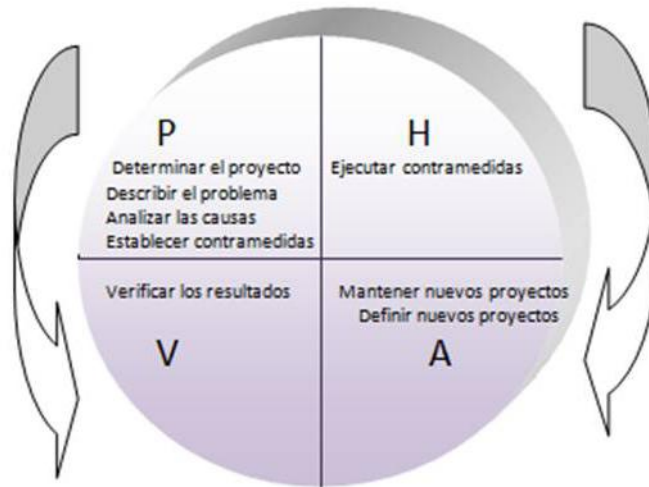 P
Determinar el proyecto
Describir el problema
Analizar las causas
Establecer contramedidas
H
Ejecutar contramedidas
Verificar los resultados
V
Mantener nuevos proyectos
Definir nuevos proyectos
A